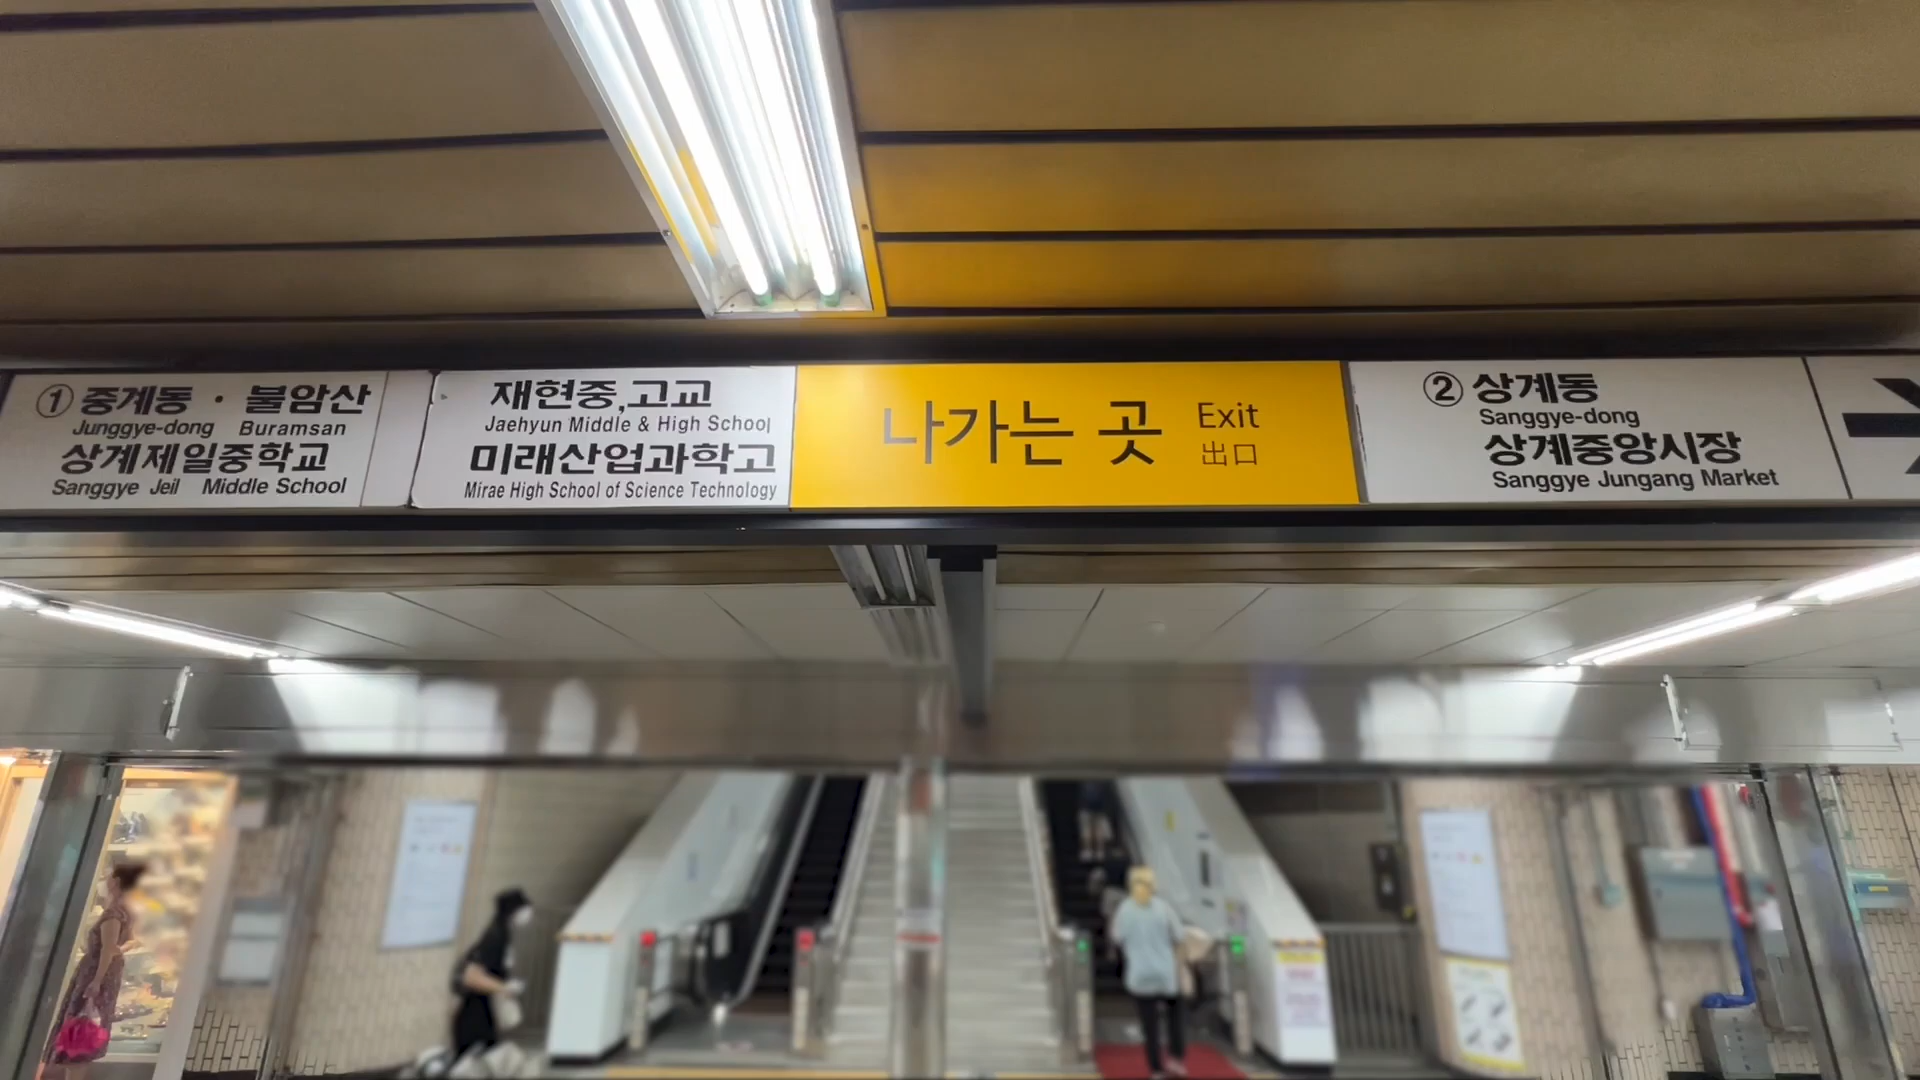 ① 중계동 · 불암산
Junggye-dong Buramsan
상계제일중학교
Sanggye Jeil Middle School
재현중,고교
Jaehyun Middle & High School
미래산업과학고
Mirae High School of Science Technology
나가는 곳
Exit
出口
② 상계동
Sanggye-dong
상계중앙시장
Sanggye Jungang Market